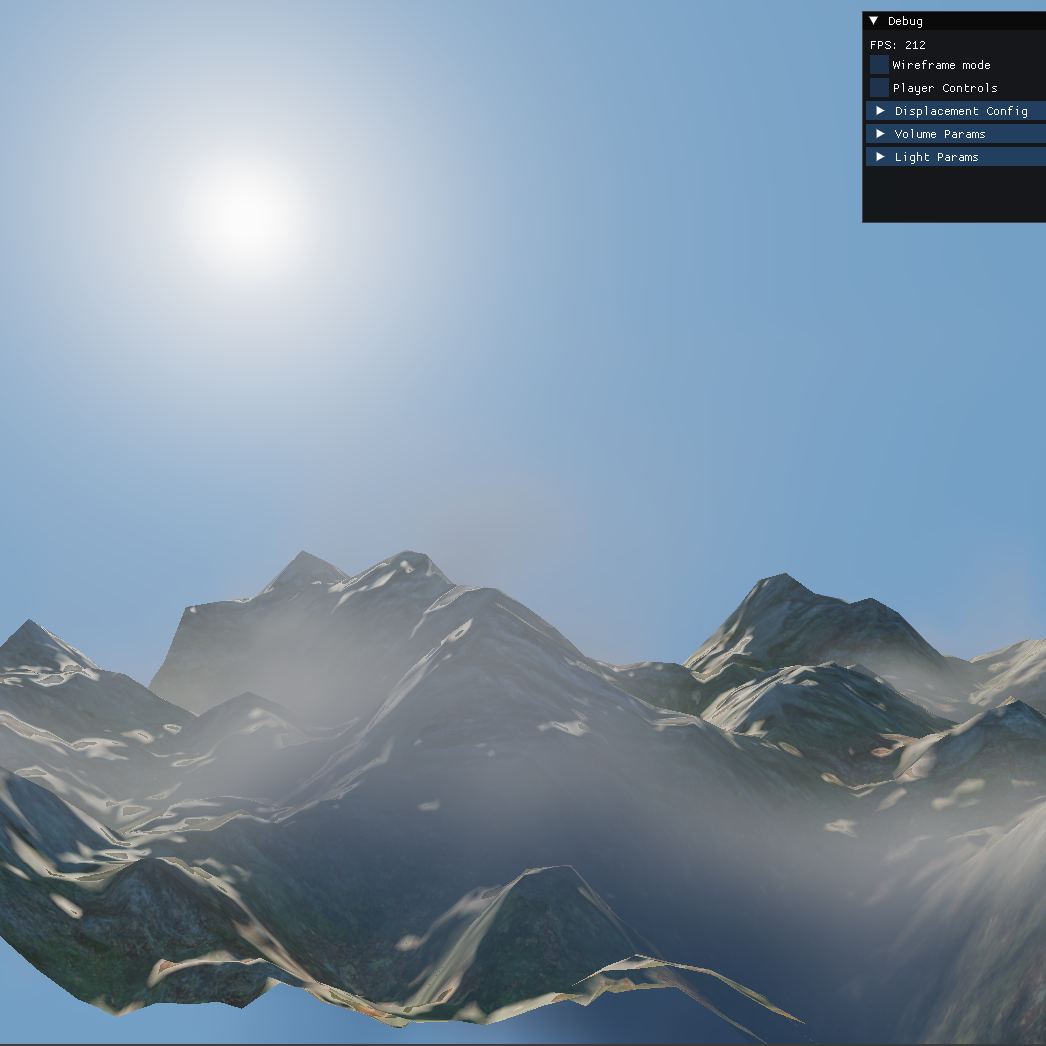 Debug
FPS: 212
Wireframe mode
Player Controls
Displacement Config
Volume Params
Light Params